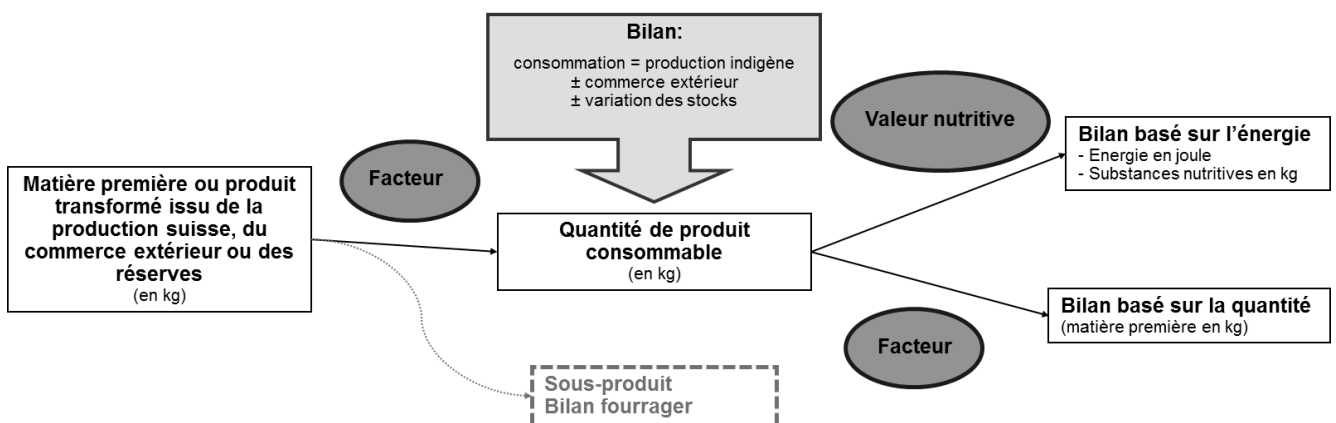 Bilan:
consommation = production indigène
± commerce extérieur
± variation des stocks
Valeur nutritive
Bilan basé sur l'énergie
- Energie en joule
- Substances nutritives en kg
Facteur
Matière première ou produit
transformé issu de la
production suisse, du
commerce extérieur ou des
réserves
(en kg)
Quantité de produit
consommable
(en kg)
Bilan basé sur la quantité
(matière première en kg)
Facteur
Sous-produit
Bilan fourrager